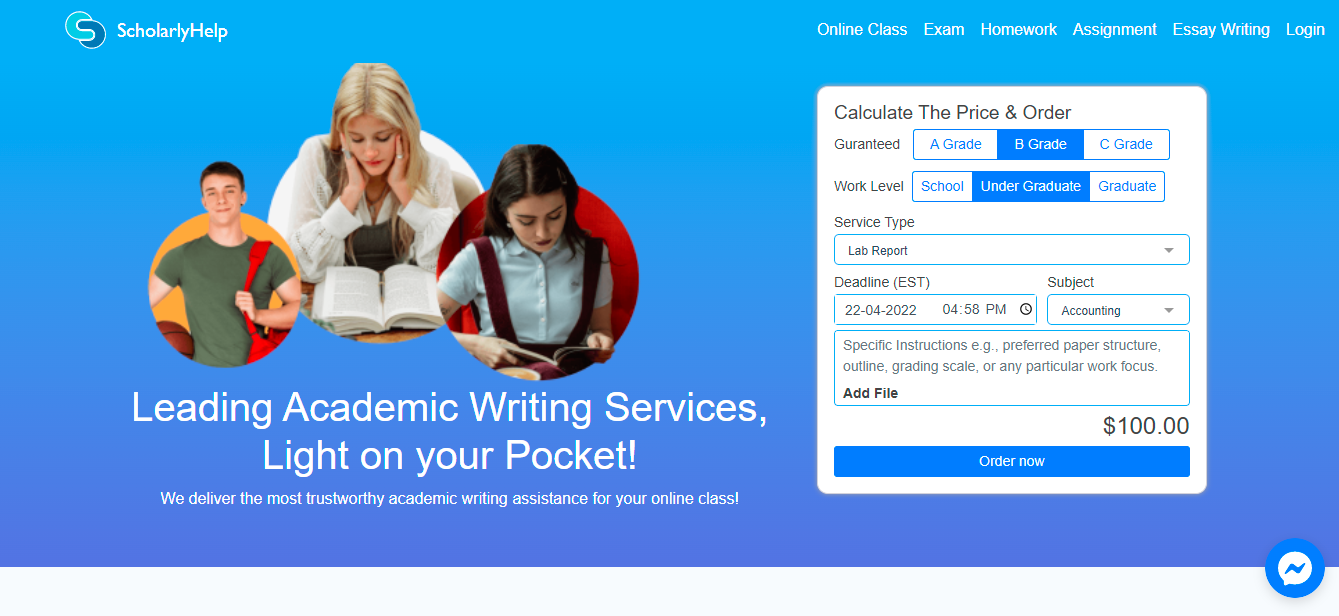 ScholarlyHelp
Online Class Exam Homework Assignment Essay Writing Login
Calculate The Price & Order
Guranteed A Grade B Grade C Grade
Work Level School Under Graduate Graduate
Service Type
Lab Report
Deadline (EST) Subject
22-04-2022 04:58 PM Accounting
Specific Instructions e.g., preferred paper structure,
outline, grading scale, or any particular work focus.
Add File
$100.00
Order now
Leading Academic Writing Services,
Light on your Pocket!
We deliver the most trustworthy academic writing assistance for your online class!